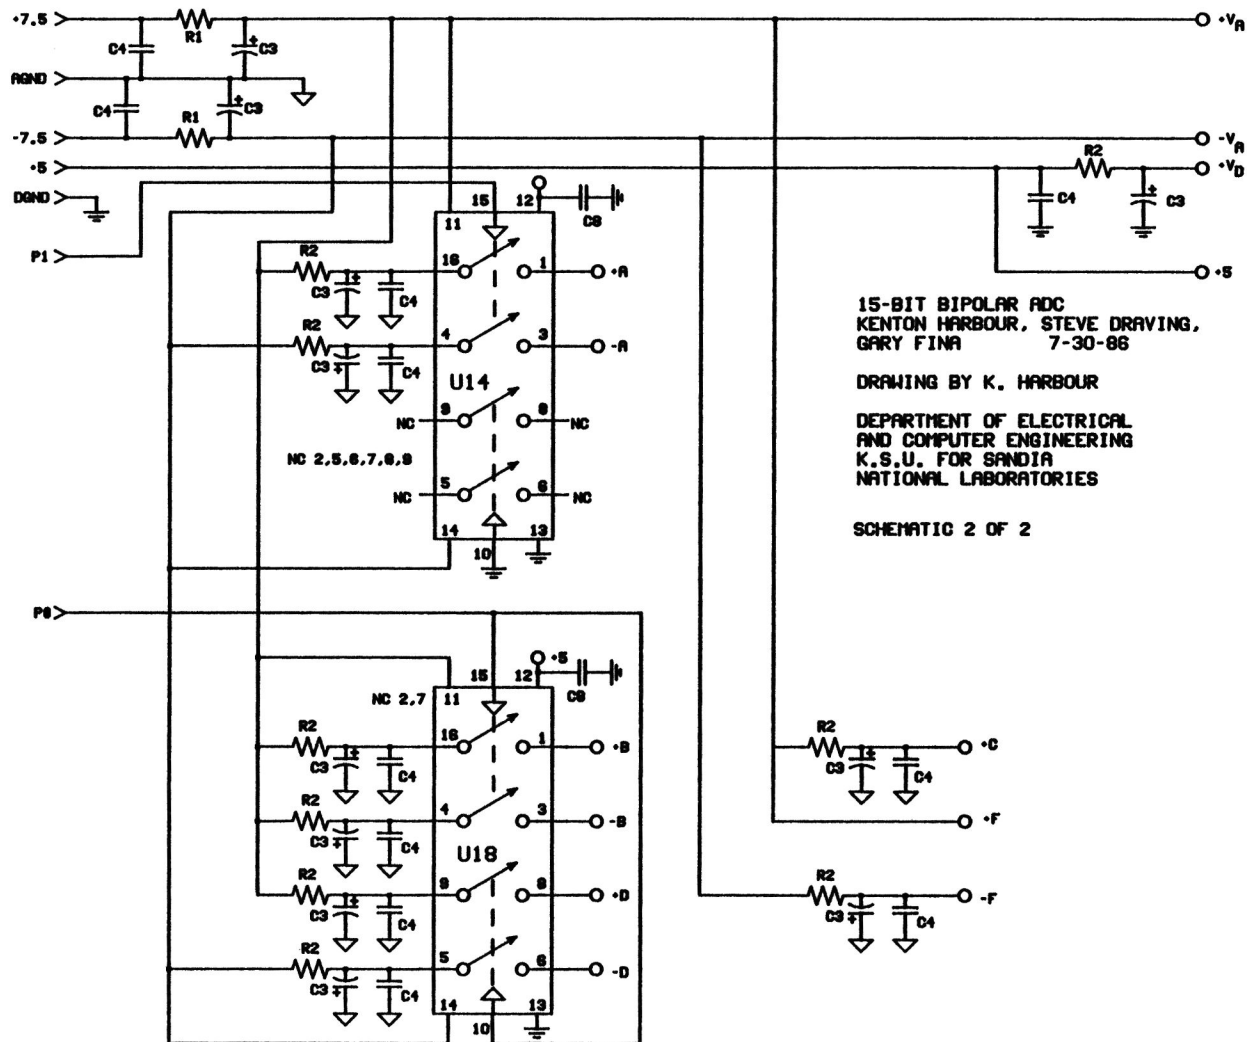 +7.5
R1
C4
C3
+VA
AGND
C4
C3
R1
-7.5
-VA
+5
R2
+VD
DGND
C4
C3
15
12
C8
11
P1
R2
16
1
+A
+5
C3
C4
R2
4
3
-A
C3
C4
15-BIT BIPOLAR ADC
KENTON HARBOUR, STEVE DRAVING,
GARY FINA 7-30-86
DRAWING BY K. HARBOUR
DEPARTMENT OF ELECTRICAL
AND COMPUTER ENGINEERING
K.S.U. FOR SANDIA
NATIONAL LABORATORIES
SCHEMATIC 2 OF 2
U14
NC
9
8
NC
NC 2,5,6,7,8,9
NC
5
6
NC
14
10
13
P0
+5
15
12
C8
NC 2,7
11
R2
16
1
+B
C3
C4
R2
4
3
-B
C3
C4
U18
R2
9
8
+D
C3
C4
R2
5
6
-D
C3
C4
14
10
13
R2
+C
C3
C4
+F
R2
-F
C3
C4